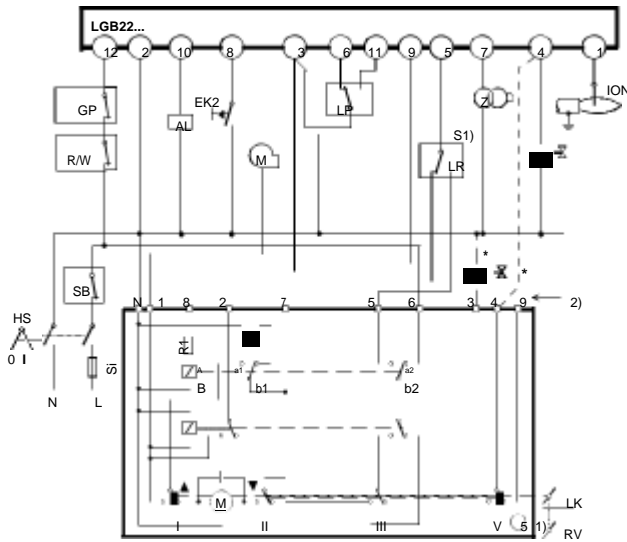 LGB22...
12 2 10 8 3 6 11 9 5 7 4 1
GP
EK2
LP
Z
ION
AL
S1)
R/W
M
LR
*
SB
N 1 8 2 7 5 6 3 4 9 2)
HS
0 I
Si
R1
A a1 a2
B b1 b2
N L
M
LK
I II III V 5 1)
RV